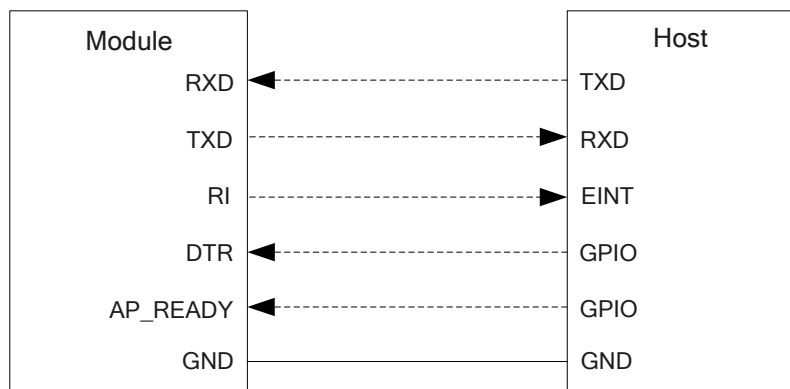 Module Host
RXD TXD
TXD RXD
RI EINT
DTR GPIO
AP_READY GPIO
GND GND